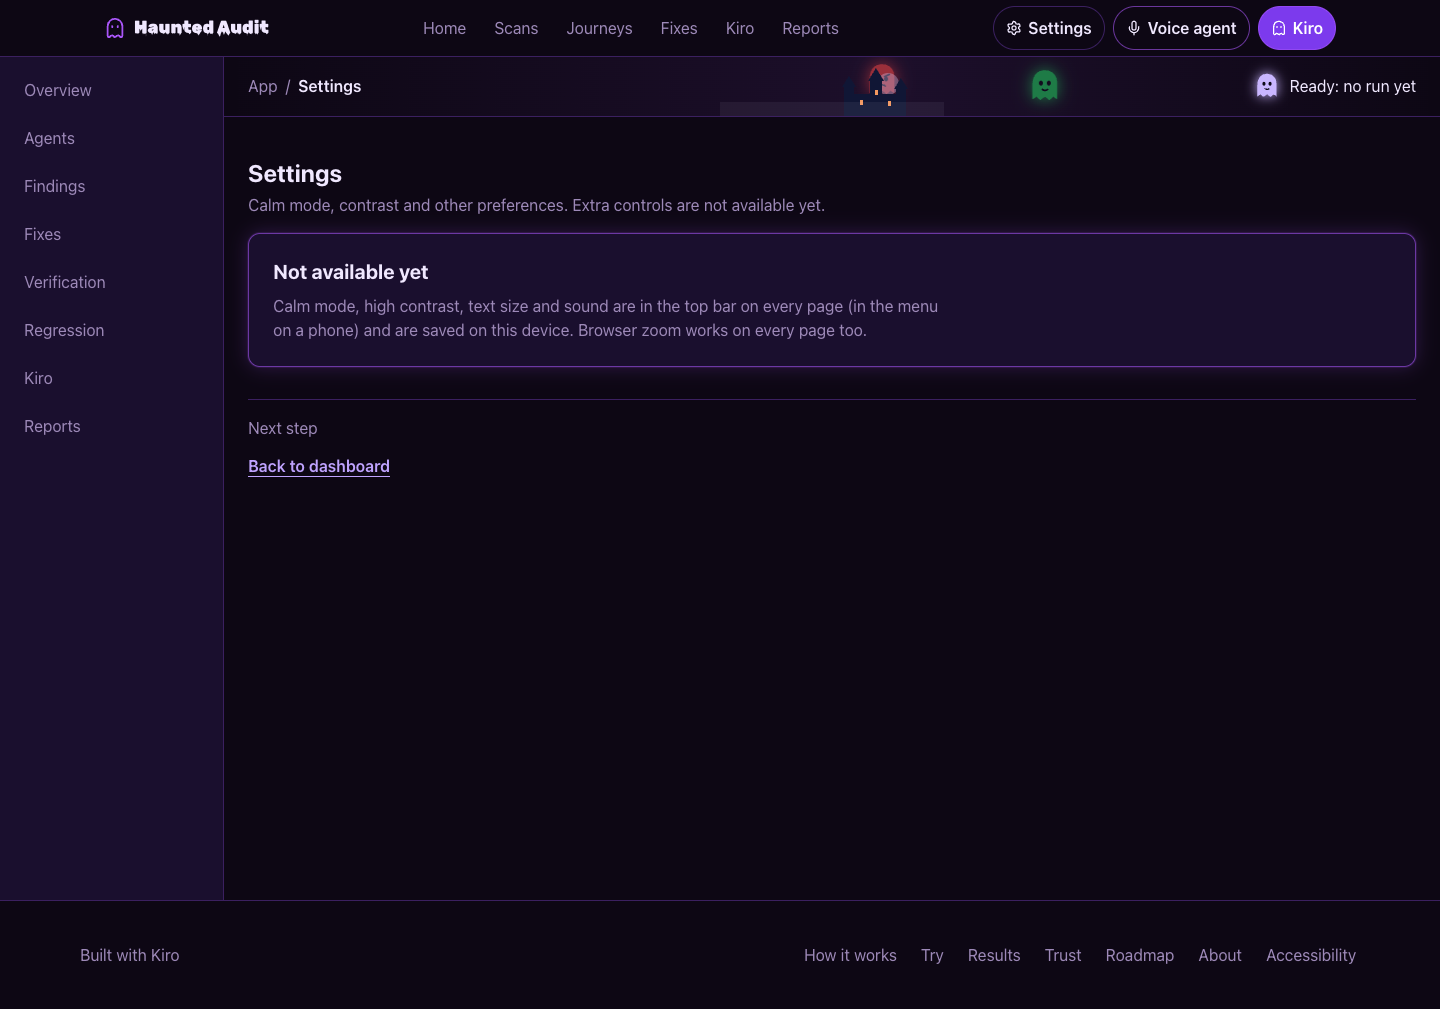 Haunted Audit
Home Scans Journeys Fixes Kiro Reports
Settings Voice agent Kiro
Overview
Agents
Findings
Fixes
Verification
Regression
Kiro
Reports
App / Settings
Ready: no run yet
Settings
Calm mode, contrast and other preferences. Extra controls are not available yet.
Not available yet
Calm mode, high contrast, text size and sound are in the top bar on every page (in the menu
on a phone) and are saved on this device. Browser zoom works on every page too.
Next step
Back to dashboard
Built with Kiro
How it works Try Results Trust Roadmap About Accessibility